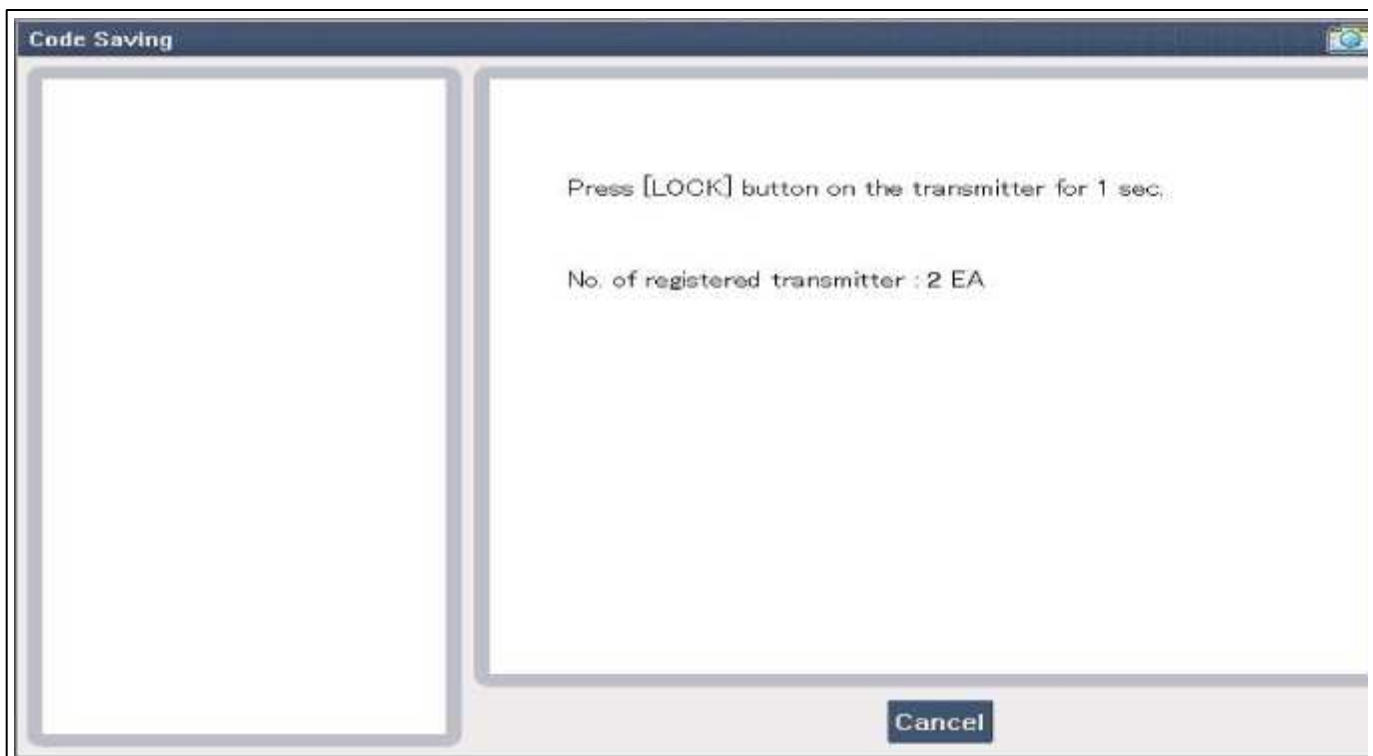 Code Saving
Press [LOCK] button on the transmitter for 1 sec.
No. of registered transmitter : 2 EA
Cancel